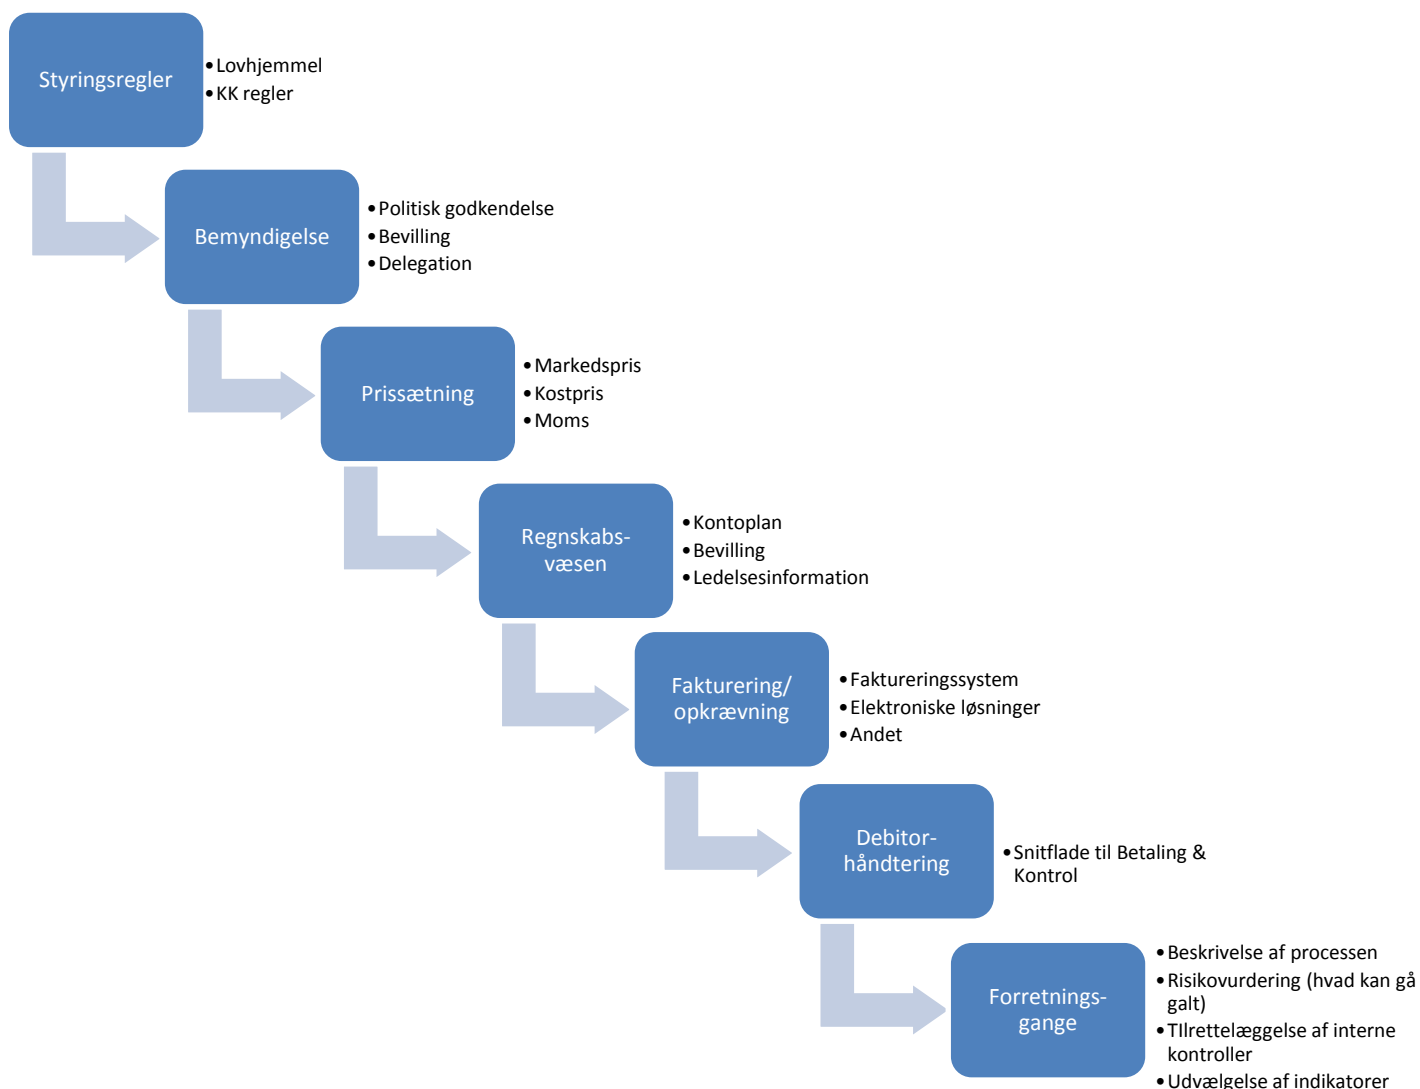 Styringsregler
•Lovhjemmel
•KK regler
Bemyndigelse
•Politisk godkendelse
•Bevilling
•Delegation
Prissætning
•Markedspris
•Kostpris
•Moms
Regnskabs-
væsen
•Kontoplan
•Bevilling
•Ledelsesinformation
Fakturering/
opkrævning
•Faktureringssystem
•Elektroniske løsninger
•Andet
Debitor-
håndtering
•Snitflade til Betaling &
Kontrol
Forretnings-
gange
•Beskrivelse af processen
•Risikovurdering (hvad kan gå
galt)
•TIlrettelæggelse af interne
kontroller
•Udvælgelse af indikatorer